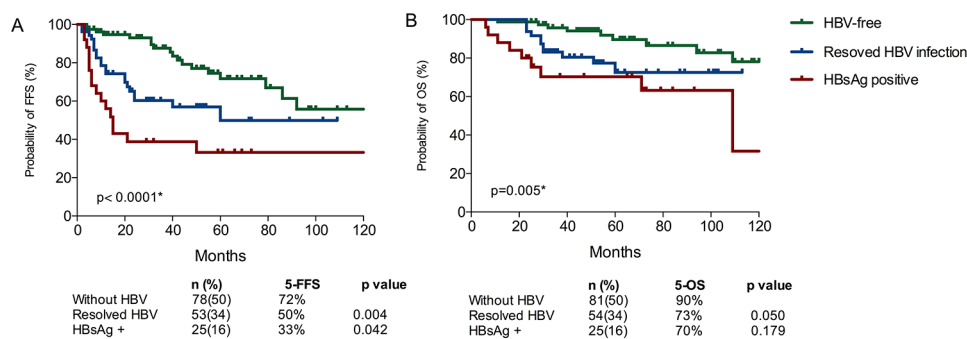 A
B
HBV-free
Resoved HBV infection
HBsAg positive
Probability of FFS (%)
100
80
60
40
20
0
p< 0.0001*
0 20 40 60 80 100 120
Months
Probability of OS (%)
100
80
60
40
20
0
p=0.005*
0 20 40 60 80 100 120
Months
n (%) 5-FFS p value
Without HBV 78(50) 72%
Resolved HBV 53(34) 50% 0.004
HBsAg + 25(16) 33% 0.042
n (%) 5-OS p value
Without HBV 81(50) 90%
Resolved HBV 54(34) 73% 0.050
HBsAg + 25(16) 70% 0.179